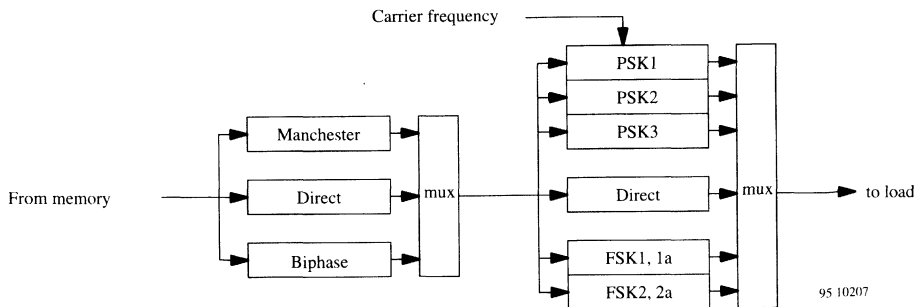 Carrier frequency
PSK1
PSK2
PSK3
Manchester
From memory
Direct
mux
Direct
mux
to load
Biphase
FSK1, 1a
FSK2, 2a
95 10207